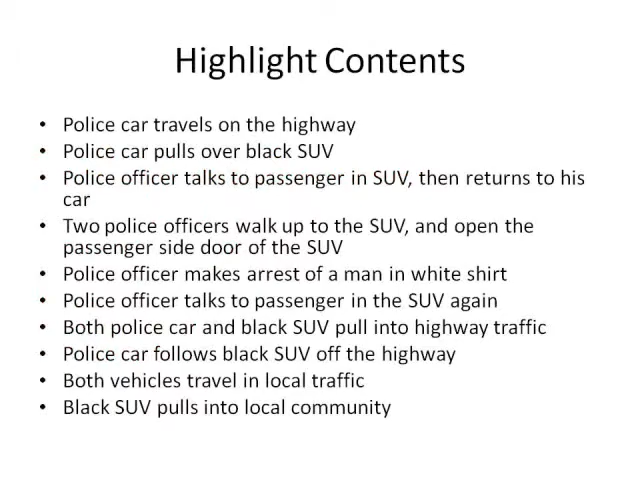 Highlight Contents
• Police car travels on the highway
• Police car pulls over black SUV
• Police officer talks to passenger in SUV, then returns to his
car
• Two police officers walk up to the SUV, and open the
passenger side door of the SUV
• Police officer makes arrest of a man in white shirt
• Police officer talks to passenger in the SUV again
• Both police car and black SUV pull into highway traffic
• Police car follows black SUV off the highway
• Both vehicles travel in local traffic
• Black SUV pulls into local community